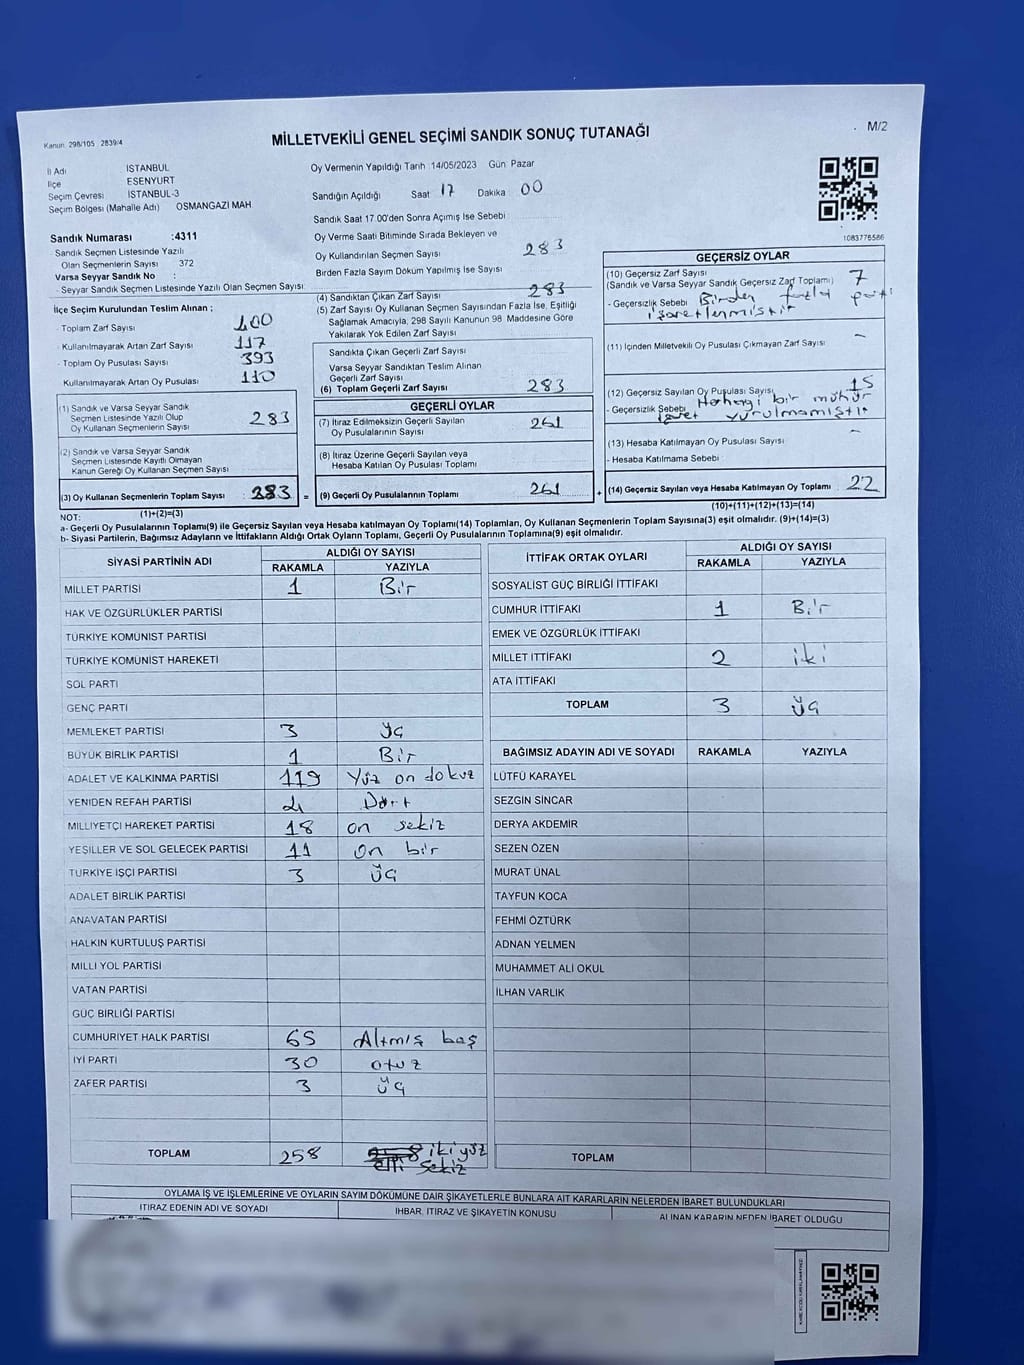 Kanun 298/105 2839/4
MİLLETVEKİLİ GENEL SEÇİMİ SANDIK SONUÇ TUTANAĞI
M/2
İl Adı İSTANBUL
İlçe ESENYURT
Seçim Çevresi İSTANBUL-3
Seçim Bölgesi (Mahalle Adı) OSMANGAZİ MAH
Oy Vermenin Yapıldığı Tarih 14/05/2023 Gün Pazar
Sandığın Açıldığı Saat 17 Dakika 00
Sandık Saat 17.00'den Sonra Açımış İse Sebebi
Sandık Numarası :4311
Sandık Seçmen Listesinde Yazılı
Olan Seçmenlerin Sayısı 372
Varsa Seyyar Sandık No :
- Seyyar Sandık Seçmen Listesinde Yazılı Olan Seçmen Sayısı
Oy Verme Saati Bitiminde Sırada Bekleyen ve
Oy Kullandırılan Seçmen Sayısı 283
Birden Fazla Sayım Döküm Yapılmış İse Sayısı
1083776586
İlçe Seçim Kurulundan Teslim Alınan ;
- Toplam Zarf Sayısı 400
- Kullanılmayarak Artan Zarf Sayısı 117
- Toplam Oy Pusulası Sayısı 393
Kullanılmayarak Artan Oy Pusulası 110
(1) Sandık ve Varsa Seyyar Sandık
Seçmen Listesinde Yazılı Olup
Oy Kullanan Seçmenlerin Sayısı 283
(2) Sandık ve Varsa Seyyar Sandık
Seçmen Listesinde Kayıtlı Olmayan
Kanun Gereği Oy Kullanan Seçmen Sayısı
(3) Oy Kullanan Seçmenlerin Toplam Sayısı : 283 =
(1)+(2)=(3)
(4) Sandıktan Çıkan Zarf Sayısı 283
(5) Zarf Sayısı Oy Kullanan Seçmen Sayısından Fazla İse, Eşitliği
Sağlamak Amacıyla, 298 Sayılı Kanunun 98. Maddesine Göre
Yakılarak Yok Edilen Zarf Sayısı
Sandıkta Çıkan Geçerli Zarf Sayısı
Varsa Seyyar Sandıktan Teslim Alınan
Geçerli Zarf Sayısı
(6) Toplam Geçerli Zarf Sayısı 283
GEÇERLİ OYLAR
(7) İtiraz Edilmeksizin Geçerli Sayılan
Oy Pusulalarının Sayısı 261
(8) İtiraz Üzerine Geçerli Sayılan veya
Hesaba Katılan Oy Pusulası Toplamı
(9) Geçerli Oy Pusulalarının Toplamı 261 +
GEÇERSİZ OYLAR
(10) Geçersiz Zarf Sayısı
(Sandık ve Varsa Seyyar Sandık Geçersiz Zarf Toplamı) 7
- Geçersizlik Sebebi Birden fazla parti
işaretlenmiştir
(11) İçinden Milletvekili Oy Pusulası Çıkmayan Zarf Sayısı –
(12) Geçersiz Sayılan Oy Pusulası Sayısı 15
- Geçersizlik Sebebi Herhangi bir mühür
işaret vurulmamıştır
(13) Hesaba Katılmayan Oy Pusulası Sayısı –
- Hesaba Katılmama Sebebi
(14) Geçersiz Sayılan veya Hesaba Katılmayan Oy Toplamı : 22
(10)+(11)+(12)+(13)=(14)
NOT:
a- Geçerli Oy Pusulalarının Toplamı(9) ile Geçersiz Sayılan veya Hesaba katılmayan Oy Toplamı(14) Toplamları, Oy Kullanan Seçmenlerin Toplam Sayısına(3) eşit olmalıdır. (9)+(14)=(3)
b- Siyasi Partilerin, Bağımsız Adayların ve İttifakların Aldığı Ortak Oyların Toplamı, Geçerli Oy Pusulalarının Toplamına(9) eşit olmalıdır.
SİYASİ PARTİNİN ADI ALDIĞI OY SAYISI
RAKAMLA YAZIYLA
MİLLET PARTİSİ 1 Bir
HAK VE ÖZGÜRLÜKLER PARTİSİ
TÜRKİYE KOMÜNİST PARTİSİ
TÜRKİYE KOMÜNİST HAREKETİ
SOL PARTİ
GENÇ PARTİ
MEMLEKET PARTİSİ 3 üç
BÜYÜK BİRLİK PARTİSİ 1 Bir
ADALET VE KALKINMA PARTİSİ 119 Yüz on dokuz
YENİDEN REFAH PARTİSİ 4 Dört
MİLLİYETÇİ HAREKET PARTİSİ 18 on sekiz
YEŞİLLER VE SOL GELECEK PARTİSİ 11 On bir
TÜRKİYE İŞÇİ PARTİSİ 3 üç
ADALET BİRLİK PARTİSİ
ANAVATAN PARTİSİ
HALKIN KURTULUŞ PARTİSİ
MİLLİ YOL PARTİSİ
VATAN PARTİSİ
GÜÇ BİRLİĞİ PARTİSİ
CUMHURİYET HALK PARTİSİ 65 Altmış beş
İYİ PARTİ 30 otuz
ZAFER PARTİSİ 3 üç
TOPLAM 258 ikiyüz
elli sekiz
İTTİFAK ORTAK OYLARI ALDIĞI OY SAYISI
RAKAMLA YAZIYLA
SOSYALİST GÜÇ BİRLİĞİ İTTİFAKI
CUMHUR İTTİFAKI 1 Bir
EMEK VE ÖZGÜRLÜK İTTİFAKI
MİLLET İTTİFAKI 2 iki
ATA İTTİFAKI
TOPLAM 3 üç
BAĞIMSIZ ADAYIN ADI VE SOYADI RAKAMLA YAZIYLA
LÜTFÜ KARAYEL
SEZGİN SİNCAR
DERYA AKDEMİR
SEZEN ÖZEN
MURAT ÜNAL
TAYFUN KOCA
FEHMİ ÖZTÜRK
ADNAN YELMEN
MUHAMMET ALİ OKUL
İLHAN VARLIK
TOPLAM
OYLAMA İŞ VE İŞLEMLERİNE VE OYLARIN SAYIM DÖKÜMÜNE DAİR ŞİKAYETLERLE BUNLARA AİT KARARLARIN NELERDEN İBARET BULUNDUKLARI
İTİRAZ EDENİN ADI VE SOYADI İHBAR, İTİRAZ VE ŞİKAYETİN KONUSU ALINAN KARARIN NEDEN İBARET OLDUĞU